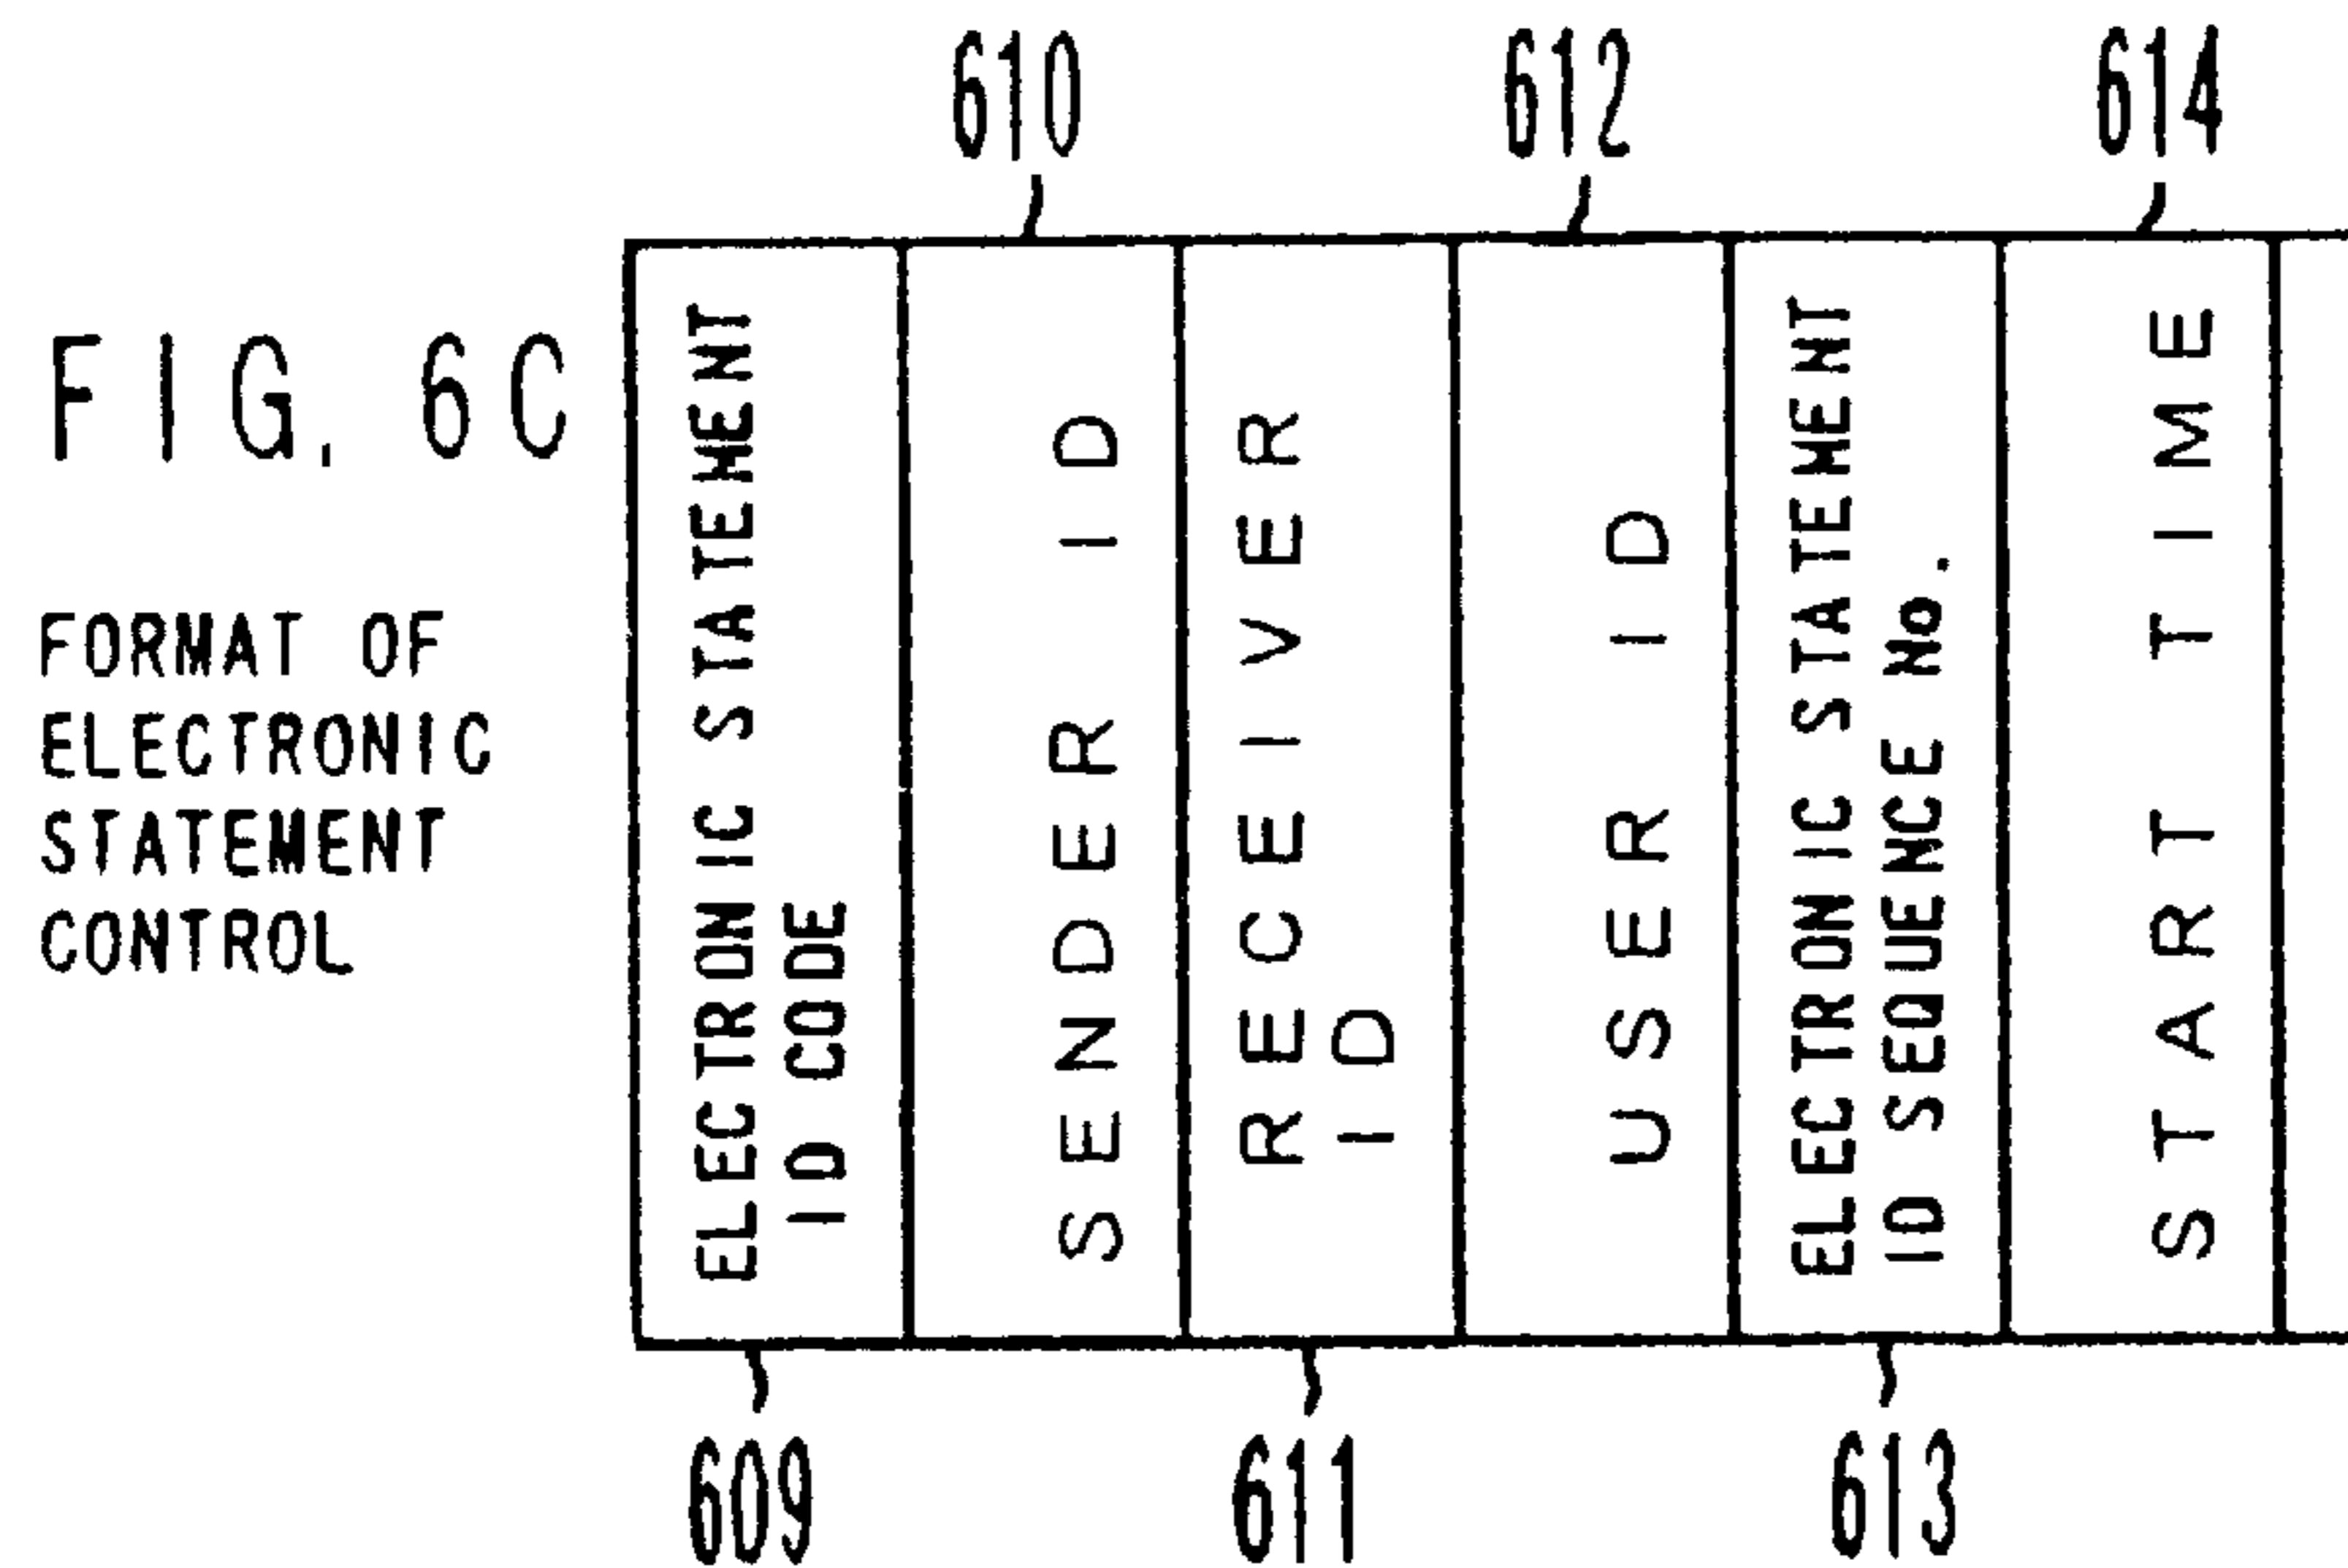 610
612
614
FIG. 6C
FORMAT OF
ELECTRONIC
STATEMENT
CONTROL
ELECTRONIC STATEMENT
ID CODE
SENDER ID
RECEIVER
ID
USER ID
ELECTRONIC STATEMENT
ID SEQUENCE No.
START TIME
609
611
613